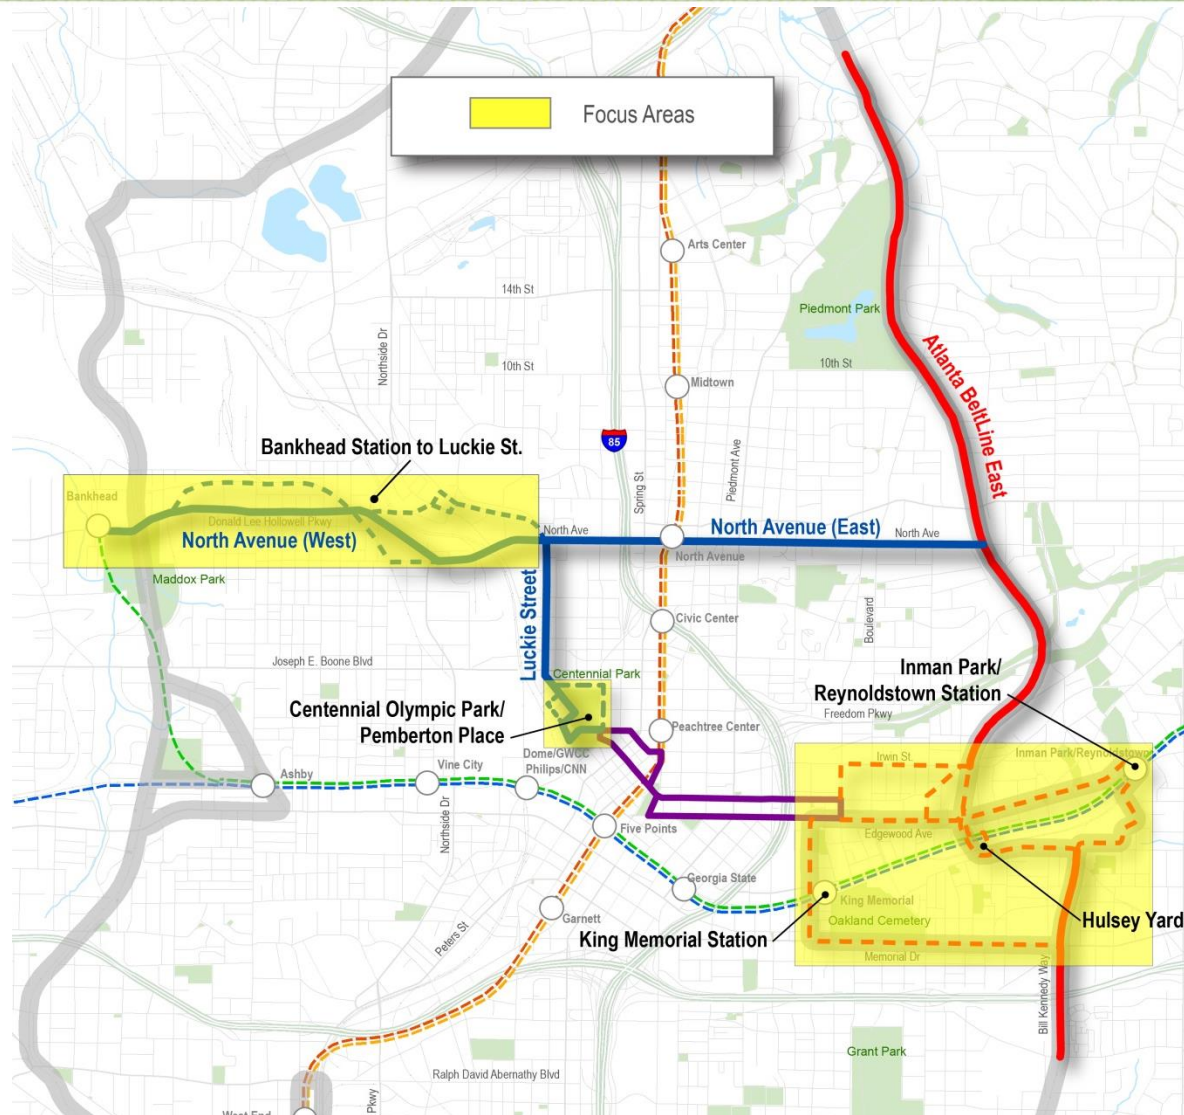 Focus Areas
Arts Center
14th St
Piedmont Park
Northside Dr
10th St
10th St
Midtown
Atlanta BeltLine East
Bankhead Station to Luckie St.
85
Piedmont Ave
Spring St
Bankhead
Donald Lee Hollowell Pkwy
North Avenue (West)
North Ave
North Avenue (East)
North Ave
North Avenue
Maddox Park
Luckie Street
Civic Center
Boulevard
Joseph E. Boone Blvd
Centennial Park
Inman Park/
Reynoldstown Station
Centennial Olympic Park/
Pemberton Place
Freedom Pkwy
Peachtree Center
Dome/GWCC
Philips/CNN
Irwin St.
Inman Park/Reynoldstown
Ashby
Vine City
Northside Dr
Five Points
Edgewood Ave
Georgia State
King Memorial
Garnett
Oakland Cemetery
Hulsey Yard
King Memorial Station
Peters St
Memorial Dr
Bill Kennedy Way
Grant Park
Ralph David Abernathy Blvd
West End
Pkwy